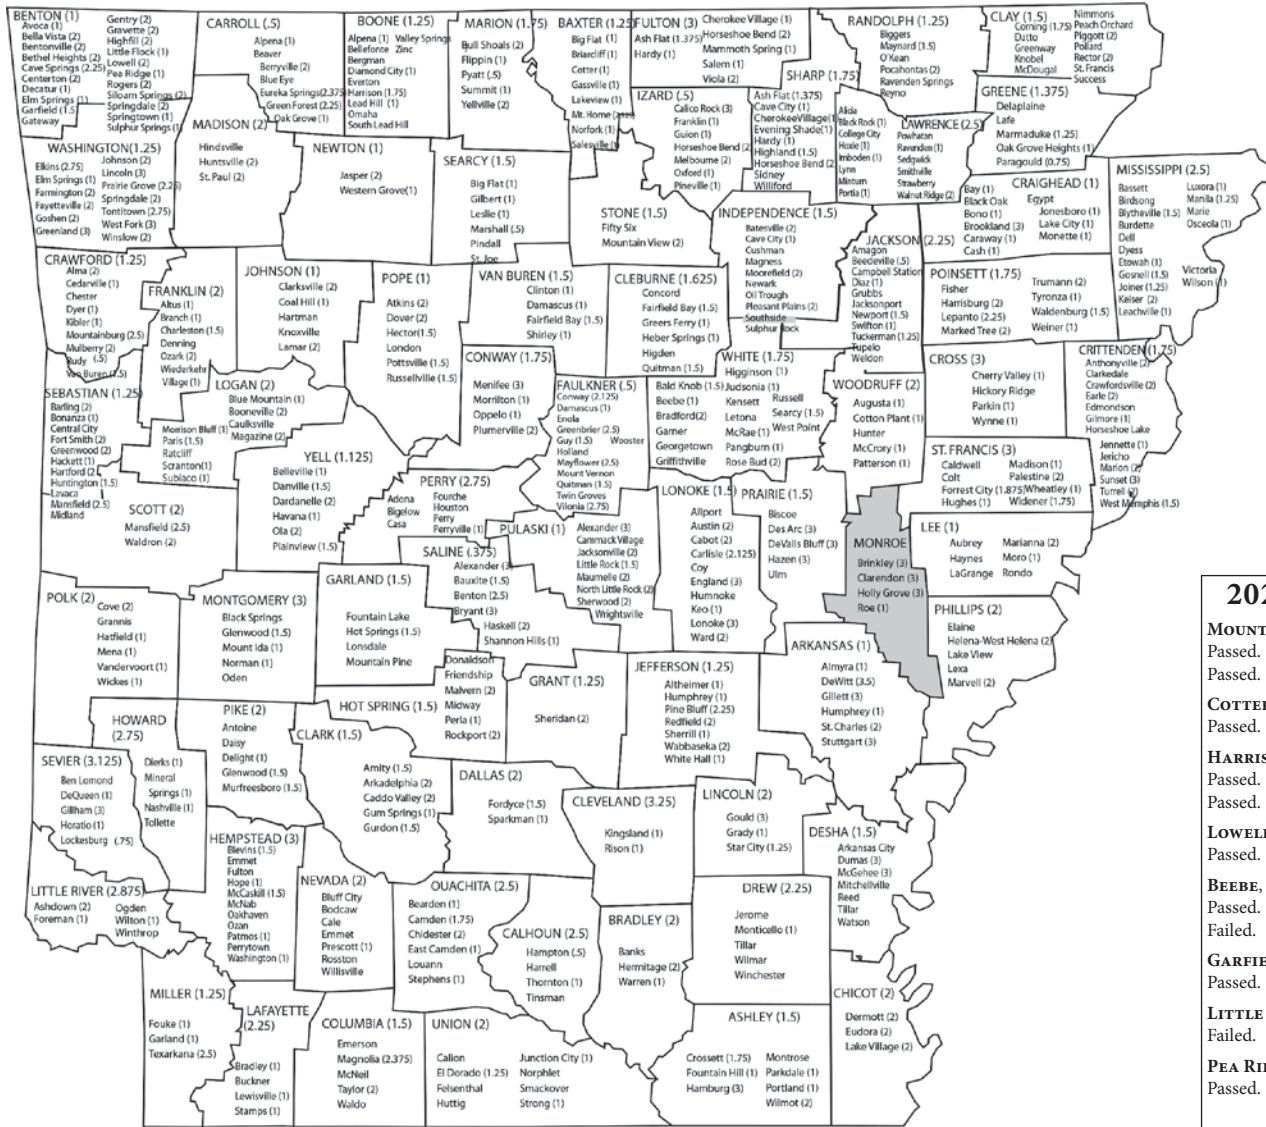 BENTON (1)
Avoca (1)
Bella Vista (2)
Bentonville (2)
Bethel Heights (2)
Cave Springs (2.25)
Centerton (2)
Decatur (1)
Elm Springs (1)
Garfield (1.5)
Gateway
Gentry (2)
Gravette (2)
Highfill (2)
Little Flock (1)
Lowell (2)
Pea Ridge (1)
Rogers (2)
Siloam Springs (2)
Springdale (2)
Springtown (1)
Sulphur Springs (1)
CARROLL (.5)
Alpena (1)
Beaver
Berryville (2)
Blue Eye
Eureka Springs(2.375)
Green Forest (2.25)
Oak Grove (1)
BOONE (1.25)
Alpena (1)
Valley Springs
Bellefonte
Zinc
Bergman
Diamond City (1)
Everton
Harrison (1.75)
Lead Hill (1)
Omaha
South Lead Hill
MARION (1.75)
Bull Shoals (2)
Flippin (1)
Pyatt (.5)
Summit (1)
Yellville (2)
BAXTER (1.25)
Big Flat (1)
Briarcliff (1)
Cotter (1)
Gassville (1)
Lakeview (1)
Mt. Home
Norfork (1)
Salesville (1)
FULTON (3)
Ash Flat (1.375)
Hardy (1)
Cherokee Village (1)
Horseshoe Bend (2)
Mammoth Spring (1)
Salem (1)
Viola (2)
SHARP (1.75)
Ash Flat (1.375)
Cave City (1)
CherokeeVillage(1)
Evening Shade(1)
Hardy (1)
Highland (1.5)
Horseshoe Bend (2)
Sidney
Williford
RANDOLPH (1.25)
Biggers
Maynard (1.5)
O'Kean
Pocahontas (2)
Ravenden Springs
Reyno
CLAY (1.5)
Corning (1.75)
Datto
Greenway
Knobel
McDougal
Nimmons
Peach Orchard
Piggott (2)
Pollard
Rector (2)
St. Francis
Success
GREENE (1.375)
Delaplaine
Lafe
Marmaduke (1.25)
Oak Grove Heights (1)
Paragould (0.75)
WASHINGTON(1.25)
Elkins (2.75)
Elm Springs (1)
Farmington (2)
Fayetteville (2)
Goshen (2)
Greenland (3)
Johnson (2)
Lincoln (3)
Prairie Grove (2.25)
Springdale (2)
Tontitown (2.75)
West Fork (3)
Winslow (2)
MADISON (2)
Hindsville
Huntsville (2)
St. Paul (2)
NEWTON (1)
Jasper (2)
Western Grove(1)
SEARCY (1.5)
Big Flat (1)
Gilbert (1)
Leslie (1)
Marshall (.5)
Pindall
St. Joe
IZARD (.5)
Calico Rock (3)
Franklin (1)
Guion (1)
Horseshoe Bend (2)
Melbourne (2)
Oxford (1)
Pineville (1)
STONE (1.5)
Fifty Six
Mountain View (2)
LAWRENCE (2.5)
Alicia
Black Rock (1)
College City
Hoxie (1)
Imboden (1)
Lynn
Minturn
Portia (1)
Powhatan
Ravenden (1)
Sedgwick
Smithville
Strawberry
Walnut Ridge (2)
INDEPENDENCE (1.5)
Batesville (2)
Cave City (1)
Cushman
Magness
Moorefield (2)
Newark
Oil Trough
Pleasant Plains (2)
Southside
Sulphur Rock
JACKSON (2.25)
Amagon
Beedeville (.5)
Campbell Station
Diaz (1)
Grubbs
Jacksonport
Newport (1.5)
Swifton (1)
Tuckerman (1.25)
Tupelo
Weldon
CRAIGHEAD (1)
Bay (1)
Black Oak
Bono (1)
Brookland (3)
Caraway (1)
Cash (1)
Egypt
Jonesboro (1)
Lake City (1)
Monette (1)
MISSISSIPPI (2.5)
Bassett
Birdsong
Blytheville (1.5)
Burdette
Dell
Dyess
Etowah (1)
Gosnell (1.5)
Joiner (1.25)
Keiser (2)
Leachville (1)
Luxora (1)
Manila (1.25)
Marie
Osceola (1)
Victoria
Wilson (1)
CRAWFORD (1.25)
Alma (2)
Cedarville (1)
Chester
Dyer (1)
Kibler (1)
Mountainburg (2.5)
Mulberry (2)
Rudy (.5)
Van Buren (1.5)
FRANKLIN (2)
Altus (1)
Branch (1)
Charleston (1.5)
Denning
Ozark (2)
Wiederkehr
Village (1)
JOHNSON (1)
Clarksville (2)
Coal Hill (1)
Hartman
Knoxville
Lamar (2)
POPE (1)
Atkins (2)
Dover (2)
Hector(1.5)
London
Pottsville (1.5)
Russellville (1.5)
VAN BUREN (1.5)
Clinton (1)
Damascus (1)
Fairfield Bay (1.5)
Shirley (1)
CLEBURNE (1.625)
Concord
Fairfield Bay (1.5)
Greers Ferry (1)
Heber Springs (1)
Higden
Quitman (1.5)
POINSETT (1.75)
Fisher
Harrisburg (2)
Lepanto (2.25)
Marked Tree (2)
Trumann (2)
Tyronza (1)
Waldenburg (1.5)
Weiner (1)
SEBASTIAN (1.25)
Barling (2)
Bonanza (1)
Central City
Fort Smith (2)
Greenwood (2)
Hackett (1)
Hartford (2)
Huntington (1.5)
Lavaca
Mansfield (2.5)
Midland
LOGAN (2)
Blue Mountain (1)
Booneville (2)
Caulksville
Magazine (2)
Morrison Bluff (1)
Paris (1.5)
Ratcliff
Scranton(1)
Subiaco (1)
CONWAY (1.75)
Menifee (3)
Morrilton (1)
Oppelo (1)
Plumerville (2)
FAULKNER (.5)
Conway (2.125)
Damascus (1)
Enola
Greenbrier (2.5)
Guy (1.5)
Wooster
Holland
Mayflower (2.5)
Mount Vernon
Quitman (1.5)
Twin Groves
Vilonia (2.75)
WHITE (1.75)
Higginson (1)
Bald Knob (1.5)
Beebe (1)
Bradford(2)
Garner
Georgetown
Griffithville
Judsonia (1)
Kensett
Letona
McRae (1)
Pangburn (1)
Rose Bud (2)
Russell
Searcy (1.5)
West Point
WOODRUFF (2)
Augusta (1)
Cotton Plant (1)
Hunter
McCrory (1)
Patterson (1)
CROSS (3)
Cherry Valley (1)
Hickory Ridge
Parkin (1)
Wynne (1)
CRITTENDEN (1.75)
Anthonyville (2)
Clarkedale
Crawfordsville (2)
Earle (2)
Edmondson
Gilmore (1)
Horseshoe Lake
Jennette (1)
Jericho
Marion (2)
Sunset (3)
Turrell (2)
West Memphis (1.5)
ST. FRANCIS (3)
Caldwell
Colt
Forrest City (1.875)
Hughes (1)
Madison (1)
Palestine (2)
Wheatley (1)
Widener (1.75)
SCOTT (2)
Mansfield (2.5)
Waldron (2)
YELL (1.125)
Belleville (1)
Danville (1.5)
Dardanelle (2)
Havana (1)
Ola (2)
Plainview (1.5)
PERRY (2.75)
Adona
Bigelow
Casa
Fourche
Houston
Perry
Perryville (1)
PULASKI (1)
Alexander (3)
Cammack Village
Jacksonville (2)
Little Rock (1.5)
Maumelle (2)
North Little Rock (2)
Sherwood (2)
Wrightsville
LONOKE (1.5)
Allport
Austin (2)
Cabot (2)
Carlisle (2.125)
Coy
England (3)
Humnoke
Keo (1)
Lonoke (3)
Ward (2)
PRAIRIE (1.5)
Biscoe
Des Arc (3)
DeValls Bluff (3)
Hazen (3)
Ulm
MONROE
Brinkley (3)
Clarendon (3)
Holly Grove (3)
Roe (1)
LEE (1)
Aubrey
Haynes
LaGrange
Marianna (2)
Moro (1)
Rondo
PHILLIPS (2)
Elaine
Helena-West Helena (2)
Lake View
Lexa
Marvell (2)
SALINE (.375)
Alexander (3)
Bauxite (1.5)
Benton (2.5)
Bryant (3)
Haskell (2)
Shannon Hills (1)
GARLAND (1.5)
Fountain Lake
Hot Springs (1.5)
Lonsdale
Mountain Pine
POLK (2)
Cove (2)
Grannis
Hatfield (1)
Mena (1)
Vandervoort (1)
Wickes (1)
MONTGOMERY (3)
Black Springs
Glenwood (1.5)
Mount Ida (1)
Norman (1)
Oden
HOT SPRING (1.5)
Donaldson
Friendship
Malvern (2)
Midway
Perla (1)
Rockport (2)
GRANT (1.25)
Sheridan (2)
JEFFERSON (1.25)
Altheimer (1)
Humphrey (1)
Pine Bluff (2.25)
Redfield (2)
Sherrill (1)
Wabbaseka (2)
White Hall (1)
ARKANSAS (1)
Almyra (1)
DeWitt (3.5)
Gillett (3)
Humphrey (1)
St. Charles (2)
Stuttgart (3)
HOWARD
(2.75)
Dierks (1)
Mineral
Springs (1)
Nashville (1)
Tollette
PIKE (2)
Antoine
Daisy
Delight (1)
Glenwood (1.5)
Murfreesboro (1.5)
CLARK (1.5)
Amity (1.5)
Arkadelphia (2)
Caddo Valley (2)
Gum Springs (1)
Gurdon (1.5)
DALLAS (2)
Fordyce (1.5)
Sparkman (1)
CLEVELAND (3.25)
Kingsland (1)
Rison (1)
LINCOLN (2)
Gould (3)
Grady (1)
Star City (1.25)
DESHA (1.5)
Arkansas City
Dumas (3)
McGehee (3)
Mitchellville
Reed
Tillar
Watson
SEVIER (3.125)
Ben Lomond
DeQueen (1)
Gillham (3)
Horatio (1)
Lockesburg (.75)
LITTLE RIVER (2.875)
Ashdown (2)
Foreman (1)
Ogden
Wilton (1)
Winthrop
HEMPSTEAD (3)
Blevins (1.5)
Emmet
Fulton
Hope (1)
McCaskill (1.5)
McNab
Oakhaven
Ozan
Patmos (1)
Perrytown
Washington (1)
NEVADA (2)
Bluff City
Bodcaw
Cale
Emmet
Prescott (1)
Rosston
Willisville
OUACHITA (2.5)
Bearden (1)
Camden (1.75)
Chidester (2)
East Camden (1)
Louann
Stephens (1)
CALHOUN (2.5)
Hampton (.5)
Harrell
Thornton (1)
Tinsman
BRADLEY (2)
Banks
Hermitage (2)
Warren (1)
DREW (2.25)
Jerome
Monticello (1)
Tillar
Wilmar
Winchester
MILLER (1.25)
Fouke (1)
Garland (1)
Texarkana (2.5)
LAFAYETTE
(2.25)
Bradley (1)
Buckner
Lewisville (1)
Stamps (1)
COLUMBIA (1.5)
Emerson
Magnolia (2.375)
McNeil
Taylor (2)
Waldo
UNION (2)
Calion
El Dorado (1.25)
Felsenthal
Huttig
Junction City (1)
Norphlet
Smackover
Strong (1)
ASHLEY (1.5)
Crossett (1.75)
Fountain Hill (1)
Hamburg (3)
Montrose
Parkdale (1)
Portland (1)
Wilmot (2)
CHICOT (2)
Dermott (2)
Eudora (2)
Lake Village (2)
202
MOUNT
Passed.
Passed.
COTTE
Passed.
HARRIS
Passed.
Passed.
LOWEL
Passed.
BEEBE,
Passed.
Failed.
GARFIE
Passed.
LITTLE
Failed.
PEA RI
Passed.